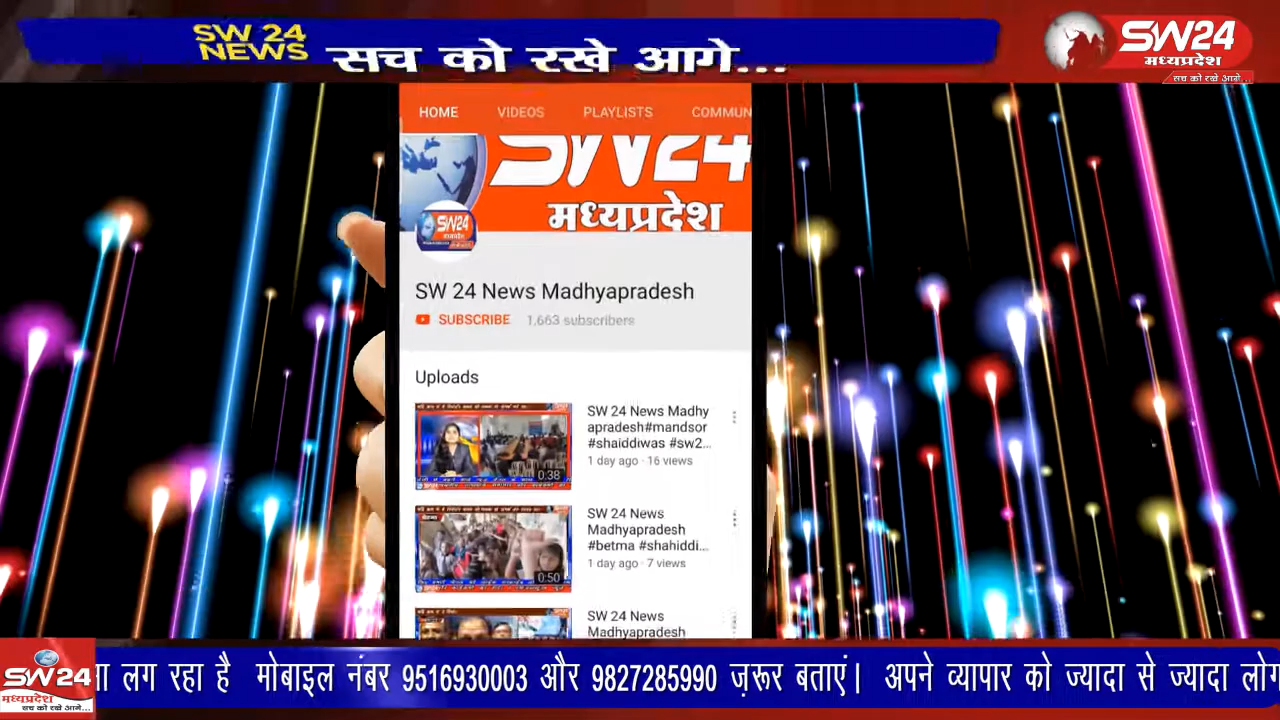 SW 24
NEWS
सच को रखे आगे...
SW24
मध्यप्रदेश
सच को रखे आगे...
HOME VIDEOS PLAYLISTS COMMUN
SW24
मध्यप्रदेश
SW24
SW 24 News Madhyapradesh
SUBSCRIBE 1,663 subscribers
Uploads
SW 24 News Madhy
apradesh#mandsor
#shaiddiwas #sw2...
1 day ago · 16 views
0:38
SW 24 News
Madhyapradesh
#betma #shahiddi...
1 day ago · 7 views
0:50
SW 24 News
Madhyapradesh
SW24
मध्यप्रदेश
सच को रखे आगे...
लग रहा है मोबाइल नंबर 9516930003 और 9827285990 ज़रूर बताएं। अपने व्यापार को ज्यादा से ज्यादा लोग